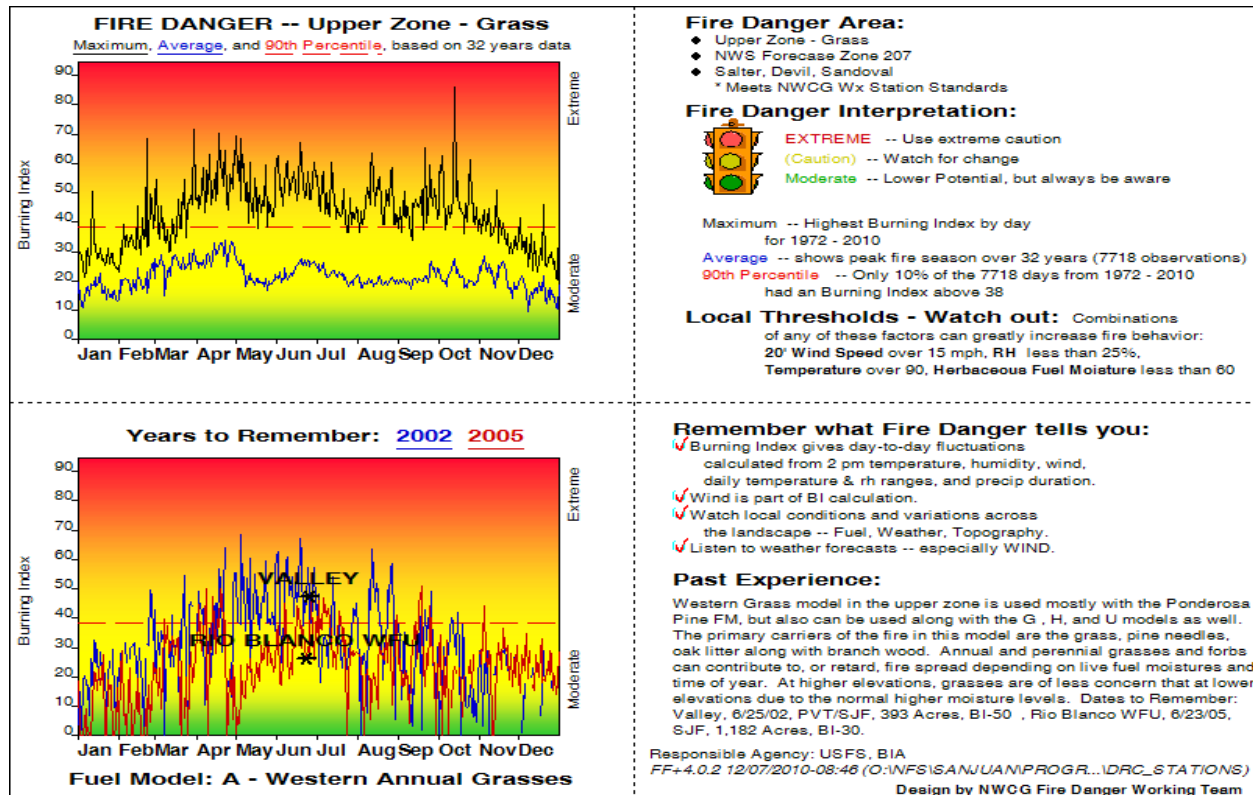 FIRE DANGER -- Upper Zone - Grass
Maximum, Average, and 90th Percentile, based on 32 years data
90
80
70
60
50
40
30
20
10
0
Burning Index
Extreme
Moderate
Jan Feb Mar Apr May Jun Jul Aug Sep Oct Nov Dec
Fire Danger Area:
◆ Upper Zone - Grass
◆ NWS Forecase Zone 207
◆ Salter, Devil, Sandoval
* Meets NWCG Wx Station Standards
Fire Danger Interpretation:
EXTREME -- Use extreme caution
(Caution) -- Watch for change
Moderate -- Lower Potential, but always be aware
Maximum -- Highest Burning Index by day
for 1972 - 2010
Average -- shows peak fire season over 32 years (7718 observations)
90th Percentile -- Only 10% of the 7718 days from 1972 - 2010
had an Burning Index above 38
Local Thresholds - Watch out: Combinations
of any of these factors can greatly increase fire behavior:
20' Wind Speed over 15 mph, RH less than 25%,
Temperature over 90, Herbaceous Fuel Moisture less than 60
Years to Remember: 2002 2005
90
80
70
60
50
40
30
20
10
0
Burning Index
Extreme
Moderate
VALLEY
RIO BLANCO WFU
Jan Feb Mar Apr May Jun Jul Aug Sep Oct Nov Dec
Fuel Model: A - Western Annual Grasses
Remember what Fire Danger tells you:
Burning Index gives day-to-day fluctuations
calculated from 2 pm temperature, humidity, wind,
daily temperature & rh ranges, and precip duration.
Wind is part of BI calculation.
Watch local conditions and variations across
the landscape -- Fuel, Weather, Topography.
Listen to weather forecasts -- especially WIND.
Past Experience:
Western Grass model in the upper zone is used mostly with the Ponderosa
Pine FM, but also can be used along with the G , H, and U models as well.
The primary carriers of the fire in this model are the grass, pine needles,
oak litter along with branch wood. Annual and perennial grasses and forbs
can contribute to, or retard, fire spread depending on live fuel moistures and
time of year. At higher elevations, grasses are of less concern that at lower
elevations due to the normal higher moisture levels. Dates to Remember:
Valley, 6/25/02, PVT/SJF, 393 Acres, BI-50 , Rio Blanco WFU, 6/23/05,
SJF, 1,182 Acres, BI-30.
Responsible Agency: USFS, BIA
FF+4.0.2 12/07/2010-08:46 (O:\NFS\SANJUAN\PROGR...\DRC_STATIONS)
Design by NWCG Fire Danger Working Team